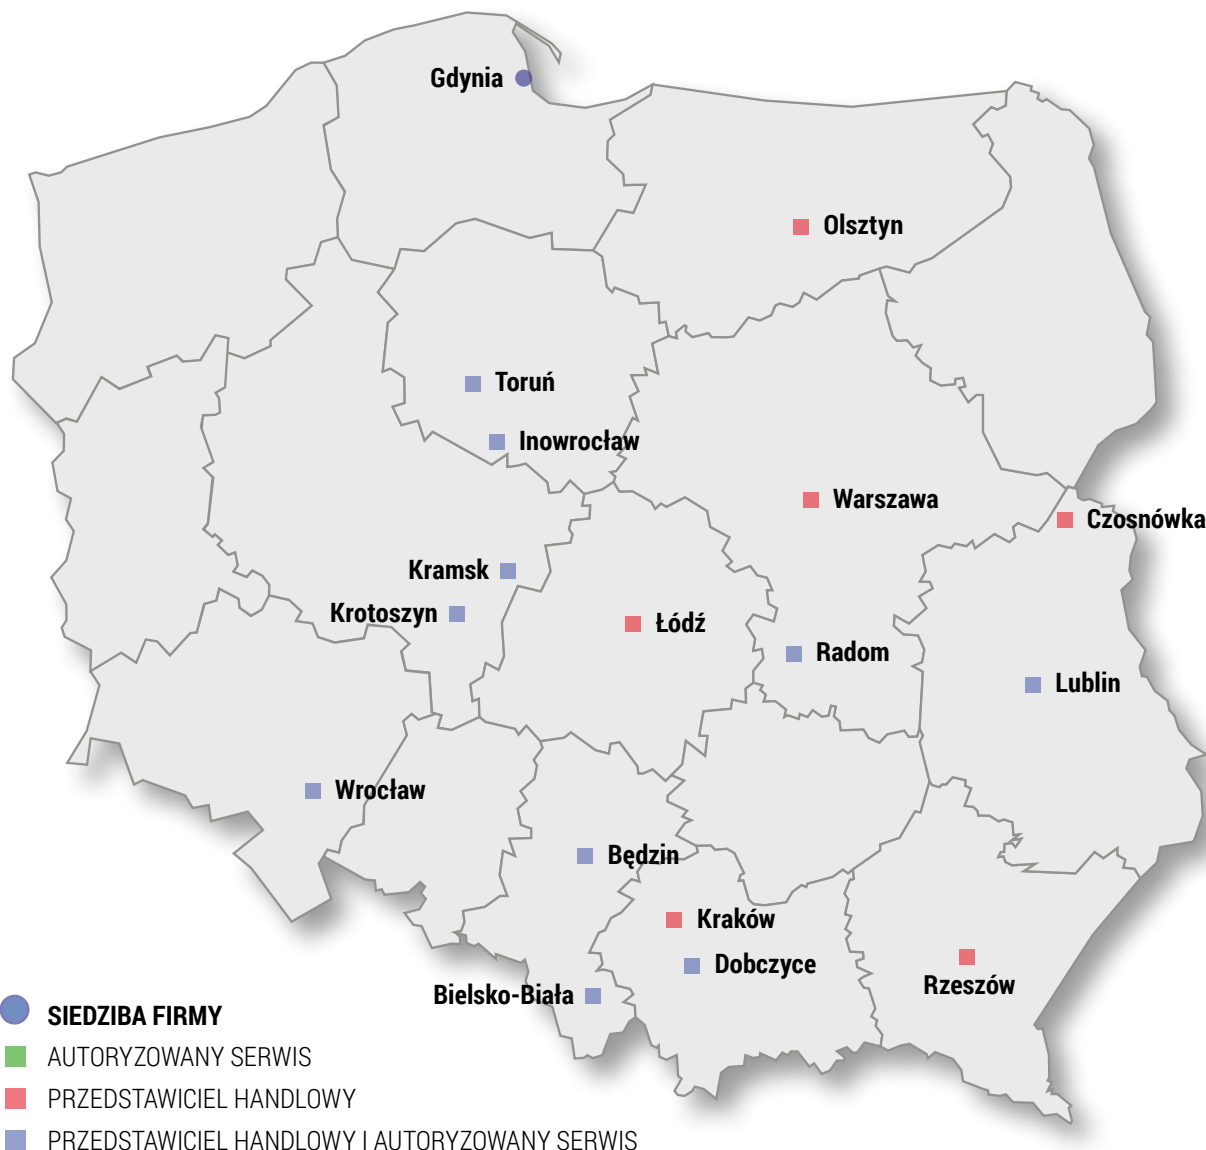 Gdynia
Olsztyn
Toruń
Inowrocław
Warszawa
Czosnówka
Kramsk
Krotoszyn
Łódź
Radom
Lublin
Wrocław
Będzin
Kraków
Dobczyce
Rzeszów
Bielsko-Biała
SIEDZIBA FIRMY
AUTORYZOWANY SERWIS
PRZEDSTAWICIEL HANDLOWY
PRZEDSTAWICIEL HANDLOWY I AUTORYZOWANY SERWIS